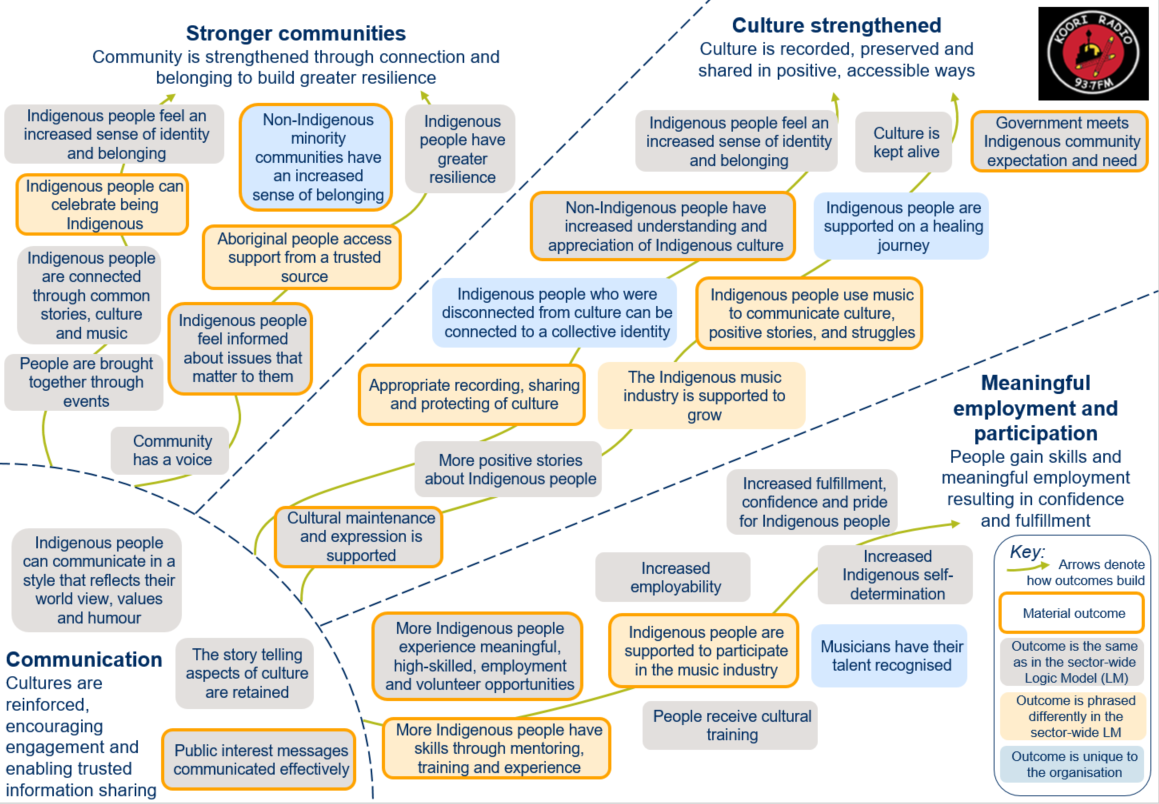 Stronger communities
Community is strengthened through connection and
belonging to build greater resilience
Indigenous people feel an
increased sense of identity
and belonging
Indigenous people can
celebrate being
Indigenous
Indigenous people
are connected
through common
stories, culture
and music
People are brought
together through
events
Non-Indigenous
minority
communities have
an increased
sense of belonging
Indigenous
people have
greater
resilience
Aboriginal people access
support from a trusted
source
Indigenous people
feel informed
about issues that
matter to them
Community
has a voice
Culture strengthened
Culture is recorded, preserved and
shared in positive, accessible ways
KOORI RADIO
93.7FM
Indigenous people feel an
increased sense of identity
and belonging
Culture is
kept alive
Government meets
Indigenous community
expectation and need
Non-Indigenous people have
increased understanding and
appreciation of Indigenous culture
Indigenous people are
supported on a healing
journey
Indigenous people who were
disconnected from culture can be
connected to a collective identity
Indigenous people use music
to communicate culture,
positive stories, and struggles
Appropriate recording, sharing
and protecting of culture
The Indigenous music
industry is supported to
grow
More positive stories
about Indigenous people
Cultural maintenance
and expression is
supported
Meaningful
employment and
participation
People gain skills and
meaningful employment
resulting in confidence
and fulfillment
Increased fulfillment,
confidence and pride
for Indigenous people
Increased
employability
Increased
Indigenous self-
determination
More Indigenous people
experience meaningful,
high-skilled, employment
and volunteer opportunities
Indigenous people are
supported to participate
in the music industry
Musicians have their
talent recognised
People receive cultural
training
More Indigenous people have
skills through mentoring,
training and experience
Indigenous people
can communicate in a
style that reflects their
world view, values
and humour
Communication
Cultures are
reinforced,
encouraging
engagement and
enabling trusted
information sharing
The story telling
aspects of culture
are retained
Public interest messages
communicated effectively
Key:
Arrows denote
how outcomes build
Material outcome
Outcome is the same
as in the sector-wide
Logic Model (LM)
Outcome is phrased
differently in the
sector-wide LM
Outcome is unique to
the organisation